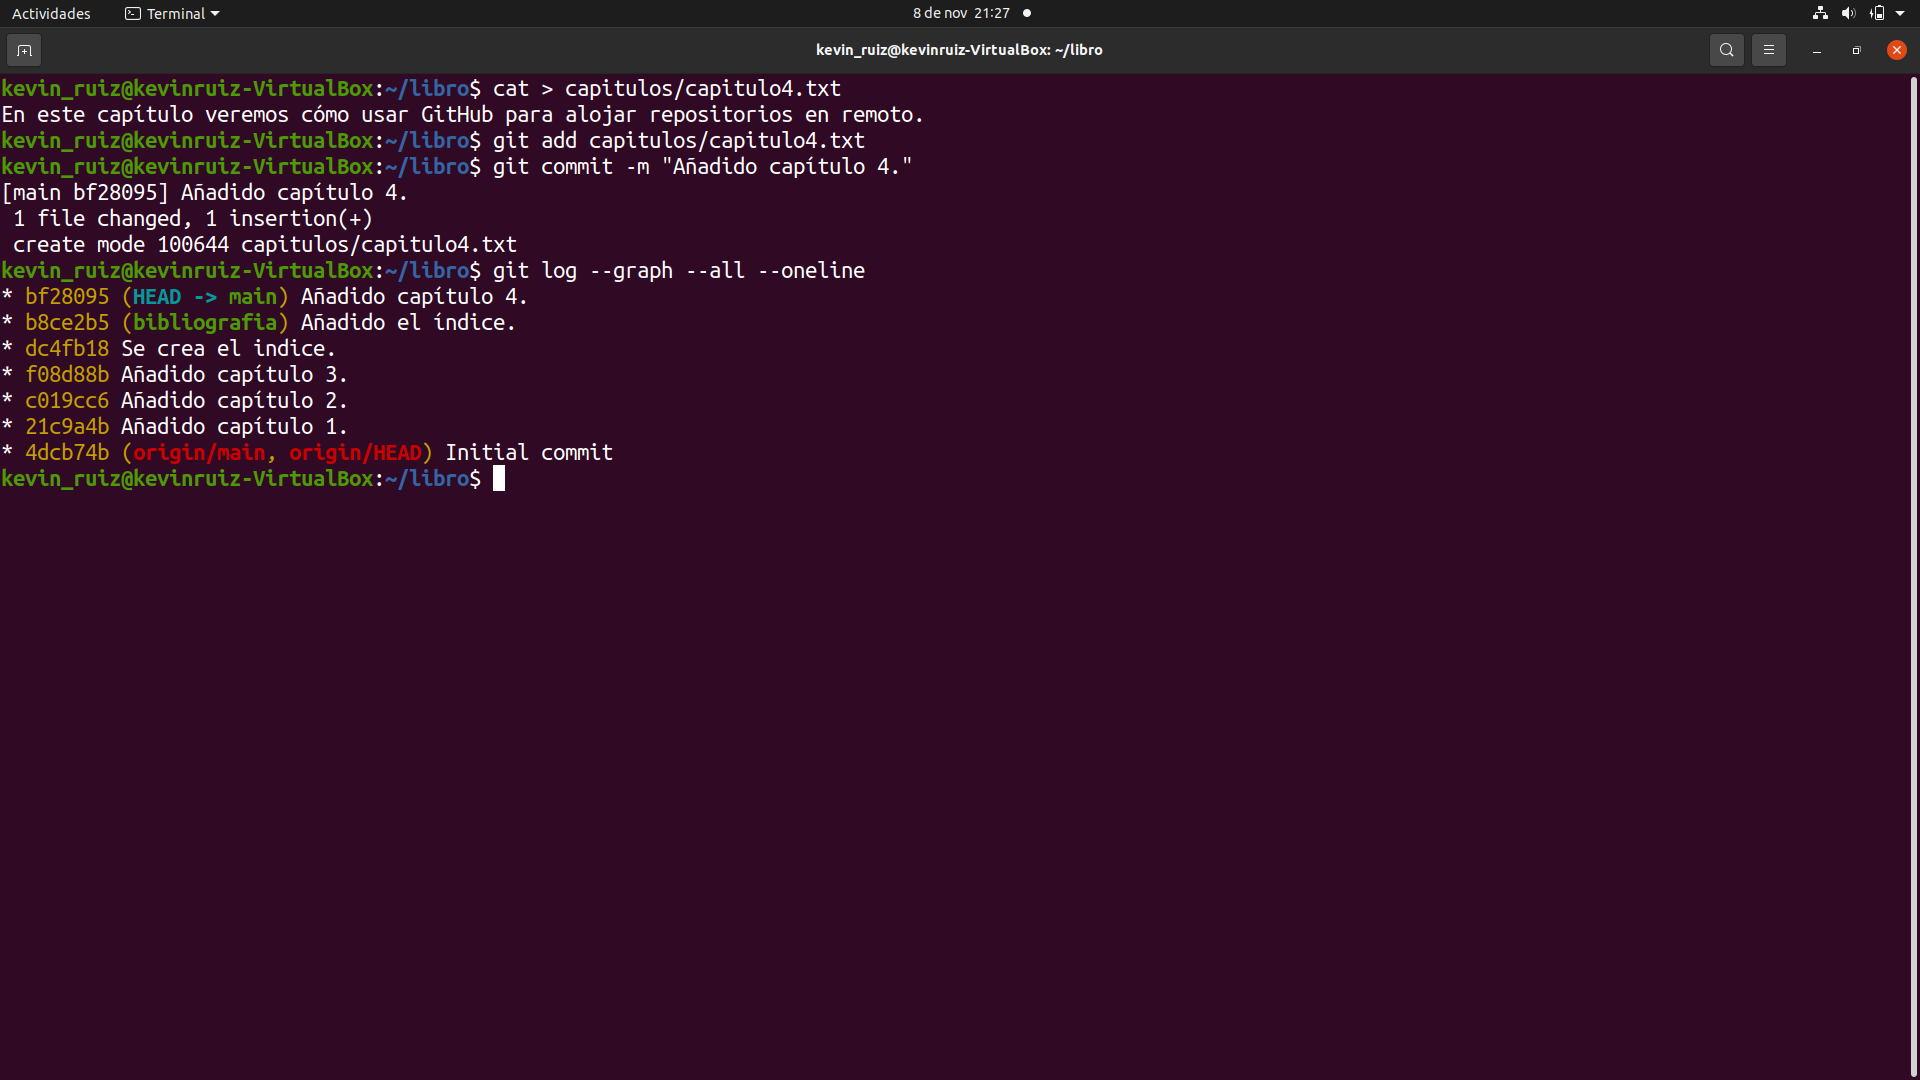 Actividades Terminal 8 de nov 21:27
kevin_ruiz@kevinruiz-VirtualBox: ~/libro
kevin_ruiz@kevinruiz-VirtualBox:~/libro$ cat > capitulos/capitulo4.txt
En este capítulo veremos cómo usar GitHub para alojar repositorios en remoto.
kevin_ruiz@kevinruiz-VirtualBox:~/libro$ git add capitulos/capitulo4.txt
kevin_ruiz@kevinruiz-VirtualBox:~/libro$ git commit -m "Añadido capítulo 4."
[main bf28095] Añadido capítulo 4.
 1 file changed, 1 insertion(+)
 create mode 100644 capitulos/capitulo4.txt
kevin_ruiz@kevinruiz-VirtualBox:~/libro$ git log --graph --all --oneline
* bf28095 (HEAD -> main) Añadido capítulo 4.
* b8ce2b5 (bibliografia) Añadido el índice.
* dc4fb18 Se crea el indice.
* f08d88b Añadido capítulo 3.
* c019cc6 Añadido capítulo 2.
* 21c9a4b Añadido capítulo 1.
* 4dcb74b (origin/main, origin/HEAD) Initial commit
kevin_ruiz@kevinruiz-VirtualBox:~/libro$